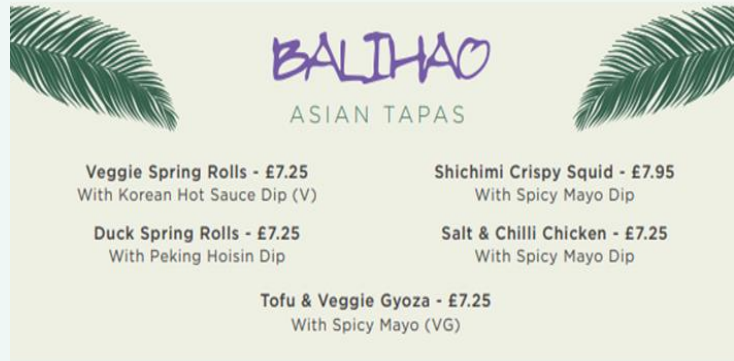 BALIHAO
ASIAN TAPAS
Veggie Spring Rolls - £7.25
With Korean Hot Sauce Dip (V)
Duck Spring Rolls - £7.25
With Peking Hoisin Dip
Shichimi Crispy Squid - £7.95
With Spicy Mayo Dip
Salt & Chilli Chicken - £7.25
With Spicy Mayo Dip
Tofu & Veggie Gyoza - £7.25
With Spicy Mayo (VG)